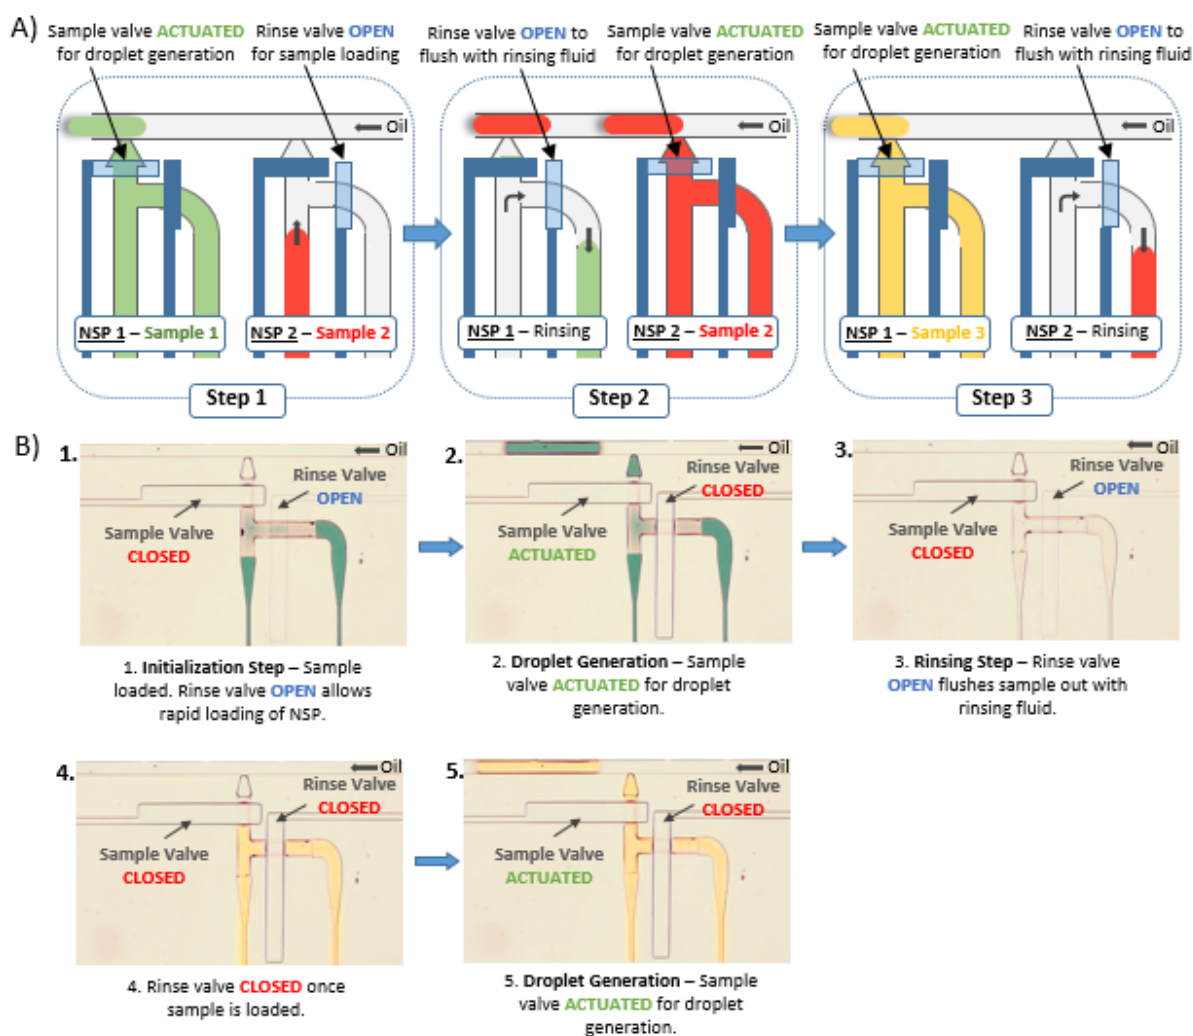 A)
Sample valve ACTUATED
for droplet generation
Rinse valve OPEN
for sample loading
Rinse valve OPEN to
flush with rinsing fluid
Sample valve ACTUATED
for droplet generation
Sample valve ACTUATED
for droplet generation
Rinse valve OPEN to
flush with rinsing fluid
Oil
Oil
Oil
NSP 1 – Sample 1
NSP 2 – Sample 2
NSP 1 – Rinsing
NSP 2 – Sample 2
NSP 1 – Sample 3
NSP 2 – Rinsing
Step 1
Step 2
Step 3
B)
1.
Oil
Rinse Valve
OPEN
Sample Valve
CLOSED
2.
Oil
Rinse Valve
CLOSED
Sample Valve
ACTUATED
3.
Oil
Rinse Valve
OPEN
Sample Valve
CLOSED
1. Initialization Step – Sample
loaded. Rinse valve OPEN allows
rapid loading of NSP.
2. Droplet Generation – Sample
valve ACTUATED for droplet
generation.
3. Rinsing Step – Rinse valve
OPEN flushes sample out with
rinsing fluid.
4.
Oil
Rinse Valve
CLOSED
Sample Valve
CLOSED
5.
Oil
Rinse Valve
CLOSED
Sample Valve
ACTUATED
4. Rinse valve CLOSED once
sample is loaded.
5. Droplet Generation – Sample
valve ACTUATED for droplet
generation.